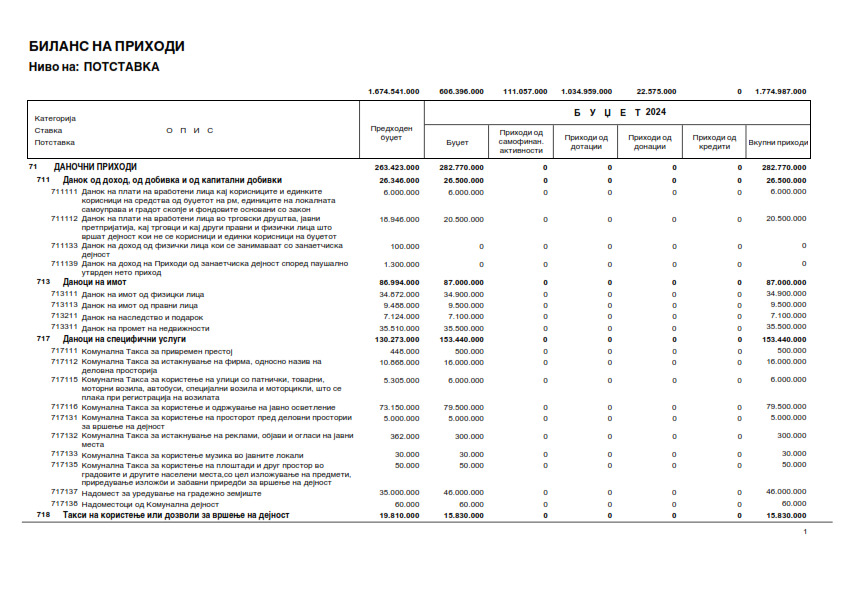 БИЛАНС НА ПРИХОДИ
Ниво на: ПОТСТАВКА
1.674.541.000 606.396.000 111.057.000 1.034.959.000 22.575.000 0 1.774.987.000
Категорија
Ставка О П И С
Потставка
Предходен буџет
Б У Џ Е Т 2024
Буџет
Приходи од самофинан. активности
Приходи од дотации
Приходи од донации
Приходи од кредити
Вкупни приходи
71 ДАНОЧНИ ПРИХОДИ 263.423.000 282.770.000 0 0 0 0 282.770.000
711 Данок од доход, од добивка и од капитални добивки 26.346.000 26.500.000 0 0 0 0 26.500.000
711111 Данок на плати на вработени лица кај корисниците и единките 6.000.000 6.000.000 0 0 0 0 6.000.000
корисници на средства од буџетот на рм, единиците на локалната
самоуправа и градот скопје и фондовите основани со закон
711112 Данок на плати на вработени лица во трговски друштва, јавни 18.946.000 20.500.000 0 0 0 0 20.500.000
претпријатија, кај трговци и кај други правни и физички лица што
вршат дејност кои не се корисници и единки корисници на буџетот
711133 Данок на доход од физички лица кои се занимаваат со занаетчиска 100.000 0 0 0 0 0 0
дејност
711139 Данок на доход на Приходи од занаетчиска дејност според паушално 1.300.000 0 0 0 0 0 0
утврден нето приход
713 Даноци на имот 86.994.000 87.000.000 0 0 0 0 87.000.000
713111 Данок на имот од физицки лица 34.872.000 34.900.000 0 0 0 0 34.900.000
713113 Данок на имот од правни лица 9.488.000 9.500.000 0 0 0 0 9.500.000
713211 Данок на наследство и подарок 7.124.000 7.100.000 0 0 0 0 7.100.000
713311 Данок на промет на недвижности 35.510.000 35.500.000 0 0 0 0 35.500.000
717 Даноци на специфични услуги 130.273.000 153.440.000 0 0 0 0 153.440.000
717111 Комунална Такса за привремен престој 448.000 500.000 0 0 0 0 500.000
717112 Комунална Такса за истакнување на фирма, односно назив на 10.868.000 16.000.000 0 0 0 0 16.000.000
деловна просторија
717115 Комунална Такса за користење на улици со патнички, товарни, 5.305.000 6.000.000 0 0 0 0 6.000.000
моторни возила, автобуси, специјални возила и моторцикли, што се
плаќа при регистрација на возилата
717116 Комунална Такса за користење и одржување на јавно осветление 73.150.000 79.500.000 0 0 0 0 79.500.000
717131 Комунална Такса за користење на просторот пред деловни простории 5.000.000 5.000.000 0 0 0 0 5.000.000
за вршење на дејност
717132 Комунална Такса за истакнување на реклами, објави и огласи на јавни 362.000 300.000 0 0 0 0 300.000
места
717133 Комунална Такса за користење музика во јавните локали 30.000 30.000 0 0 0 0 30.000
717135 Комунална Такса за користење на плоштади и друг простор во 50.000 50.000 0 0 0 0 50.000
градовите и другите населени места,со цел изложување на предмети,
приредување изложби и забавни приредби за вршење на дејност
717137 Надомест за уредување на градежно земјиште 35.000.000 46.000.000 0 0 0 0 46.000.000
717138 Надоместоци од Комунална дејност 60.000 60.000 0 0 0 0 60.000
718 Такси на користење или дозволи за вршење на дејност 19.810.000 15.830.000 0 0 0 0 15.830.000
1